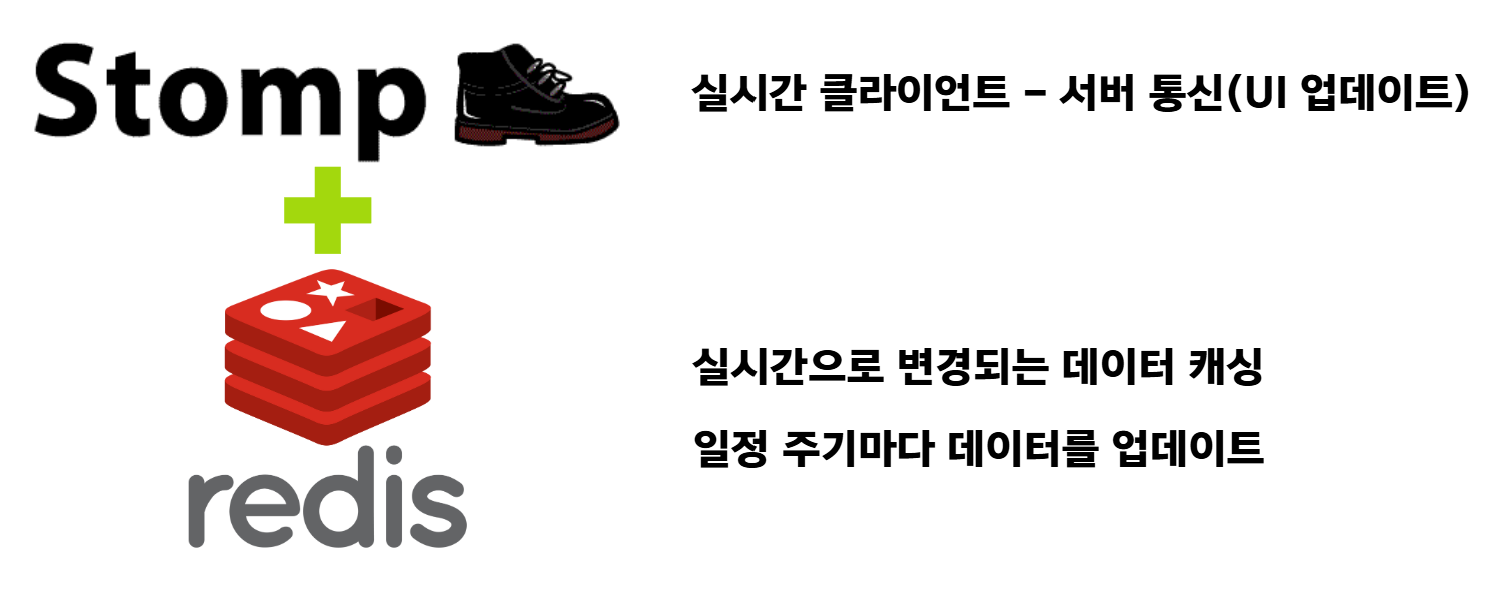 Stomp
실시간 클라이언트 – 서버 통신(UI 업데이트)
redis
실시간으로 변경되는 데이터 캐싱
일정 주기마다 데이터를 업데이트